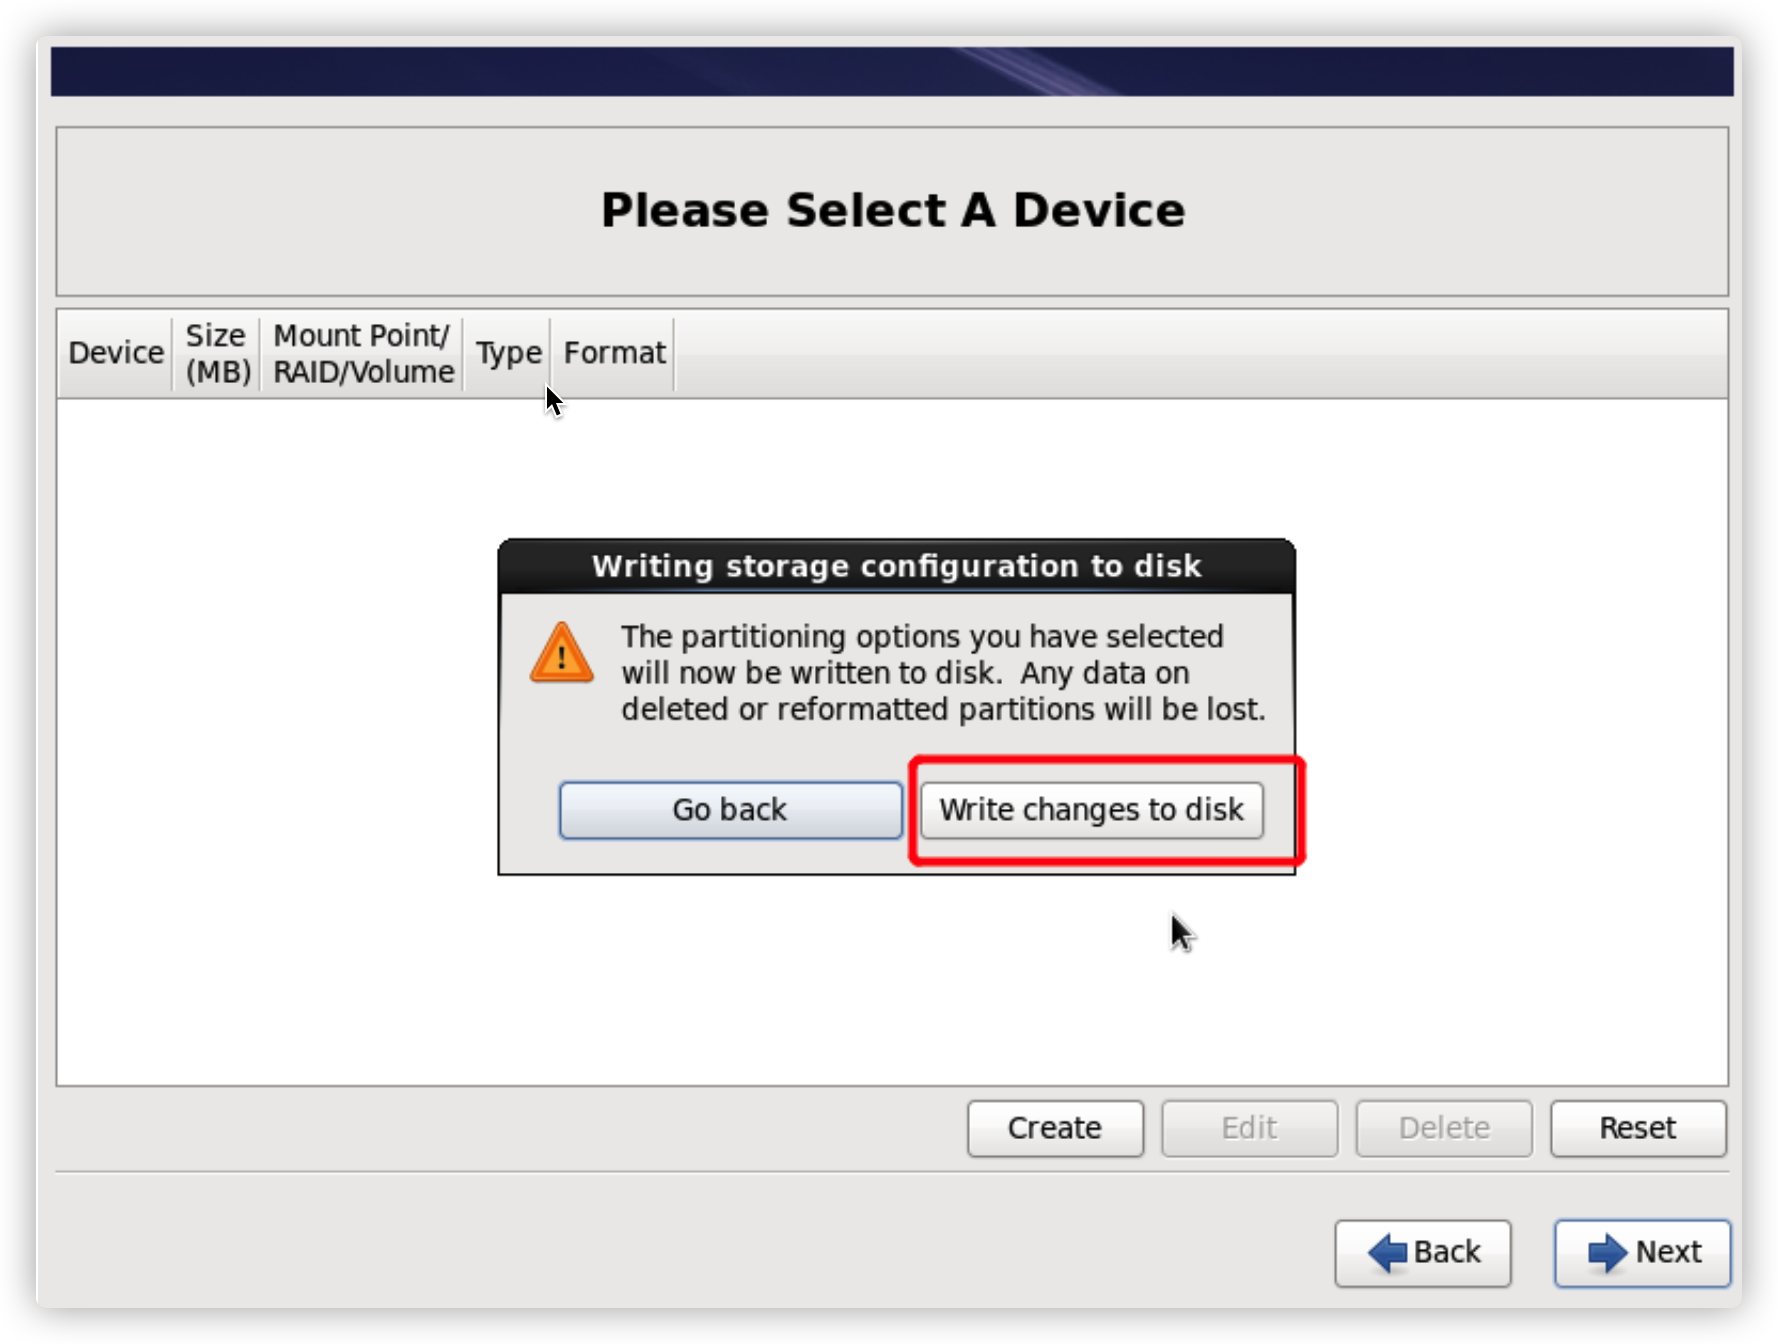 Please Select A Device
Device
Size
(MB)
Mount Point/
RAID/Volume
Type
Format
Writing storage configuration to disk
The partitioning options you have selected
will now be written to disk.  Any data on
deleted or reformatted partitions will be lost.
Go back
Write changes to disk
Create
Edit
Delete
Reset
Back
Next